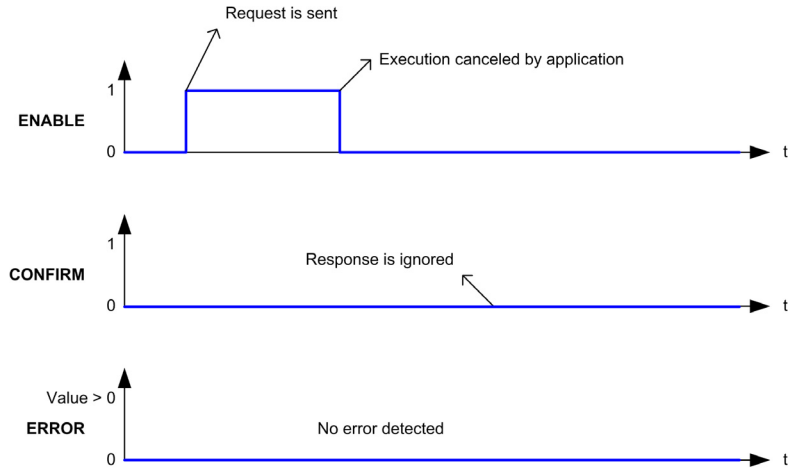 Request is sent
Execution canceled by application
1
ENABLE
0
t
1
Response is ignored
CONFIRM
0
t
Value > 0
ERROR
No error detected
0
t